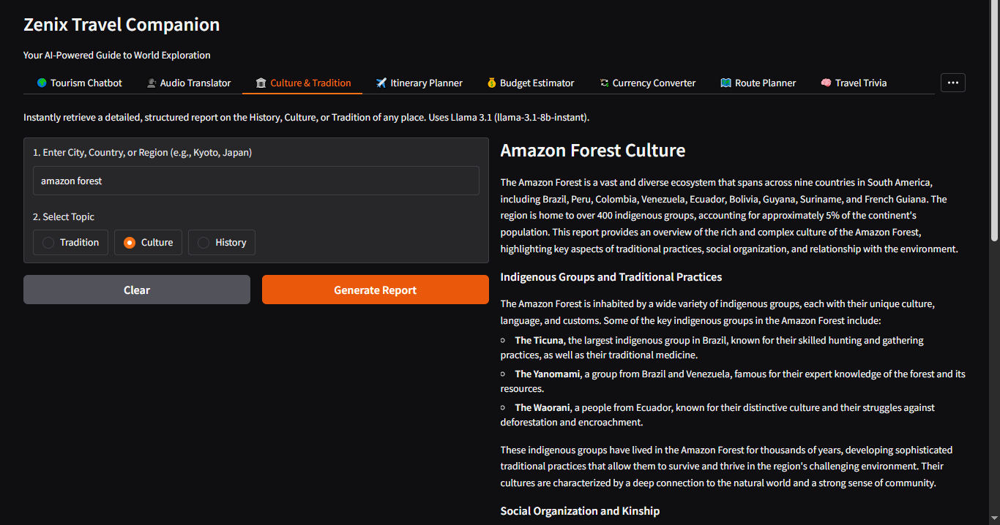 Zenix Travel Companion
Your AI-Powered Guide to World Exploration
Tourism Chatbot Audio Translator Culture & Tradition Itinerary Planner Budget Estimator Currency Converter Route Planner Travel Trivia ...
Instantly retrieve a detailed, structured report on the History, Culture, or Tradition of any place. Uses Llama 3.1 (llama-3.1-8b-instant).
1. Enter City, Country, or Region (e.g., Kyoto, Japan)
amazon forest
2. Select Topic
Tradition Culture History
Clear Generate Report
Amazon Forest Culture
The Amazon Forest is a vast and diverse ecosystem that spans across nine countries in South America,
including Brazil, Peru, Colombia, Venezuela, Ecuador, Bolivia, Guyana, Suriname, and French Guiana. The
region is home to over 400 indigenous groups, accounting for approximately 5% of the continent's
population. This report provides an overview of the rich and complex culture of the Amazon Forest,
highlighting key aspects of traditional practices, social organization, and relationship with the environment.
Indigenous Groups and Traditional Practices
The Amazon Forest is inhabited by a wide variety of indigenous groups, each with their unique culture,
language, and customs. Some of the key indigenous groups in the Amazon Forest include:
The Ticuna, the largest indigenous group in Brazil, known for their skilled hunting and gathering
practices, as well as their traditional medicine.
The Yanomami, a group from Brazil and Venezuela, famous for their expert knowledge of the forest and its
resources.
The Waorani, a people from Ecuador, known for their distinctive culture and their struggles against
deforestation and encroachment.
These indigenous groups have lived in the Amazon Forest for thousands of years, developing sophisticated
traditional practices that allow them to survive and thrive in the region's challenging environment. Their
cultures are characterized by a deep connection to the natural world and a strong sense of community.
Social Organization and Kinship